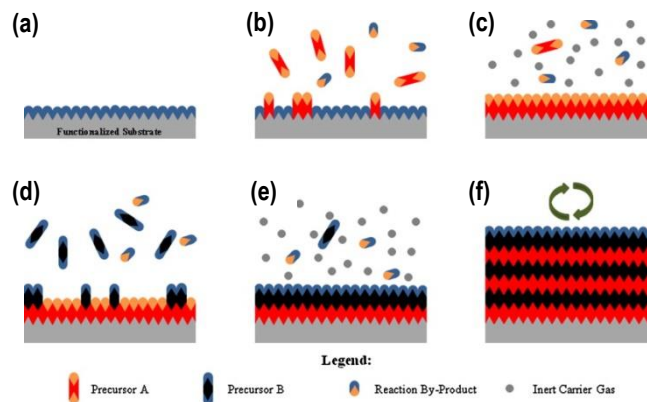 (a)
(b)
(c)
Functionalized Substrate
(d)
(e)
(f)
Legend:
Precursor A
Precursor B
Reaction By-Product
Inert Carrier Gas